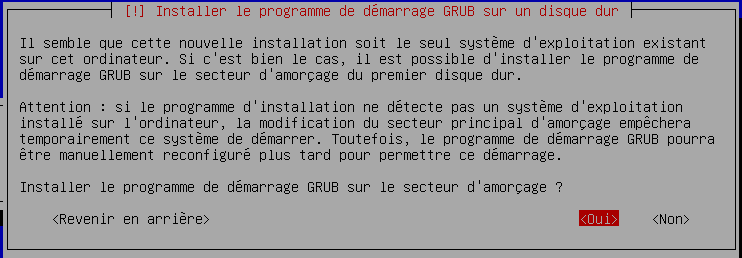 [!] Installer le programme de démarrage GRUB sur un disque dur
Il semble que cette nouvelle installation soit le seul système d'exploitation existant
sur cet ordinateur. Si c'est bien le cas, il est possible d'installer le programme de
démarrage GRUB sur le secteur d'amorçage du premier disque dur.
Attention : si le programme d'installation ne détecte pas un système d'exploitation
installé sur l'ordinateur, la modification du secteur principal d'amorçage empêchera
temporairement ce système de démarrer. Toutefois, le programme de démarrage GRUB pourra
être manuellement reconfiguré plus tard pour permettre ce démarrage.
Installer le programme de démarrage GRUB sur le secteur d'amorçage ?
<Revenir en arrière> <Oui> <Non>